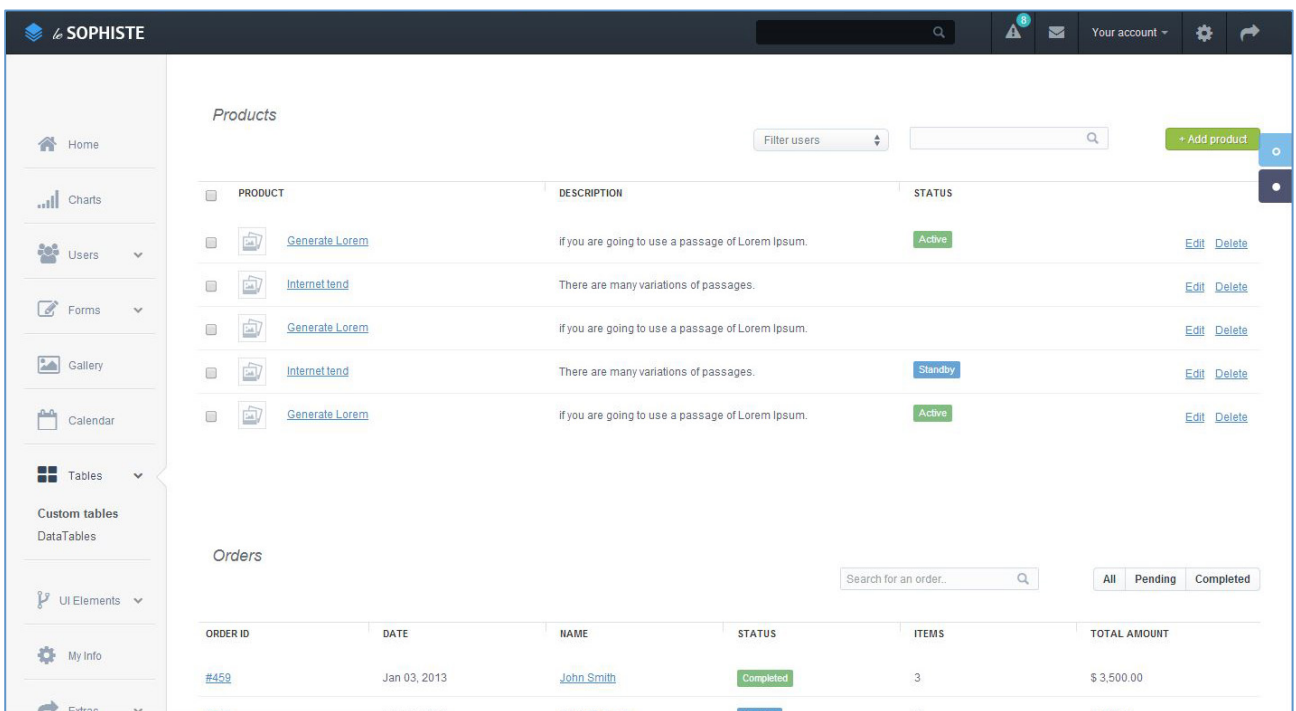 le SOPHISTE
8
Your account
Products
Home
Filter users
+ Add product
PRODUCT DESCRIPTION STATUS
Charts
Generate Lorem if you are going to use a passage of Lorem Ipsum. Active Edit Delete
Users
Internet tend There are many variations of passages. Edit Delete
Forms
Generate Lorem if you are going to use a passage of Lorem Ipsum. Edit Delete
Gallery
Internet tend There are many variations of passages. Standby Edit Delete
Calendar
Generate Lorem if you are going to use a passage of Lorem Ipsum. Active Edit Delete
Tables
Custom tables
DataTables
Orders
Search for an order..
All Pending Completed
UI Elements
ORDER ID DATE NAME STATUS ITEMS TOTAL AMOUNT
My Info
#459 Jan 03, 2013 John Smith Completed 3 $ 3,500.00
Extras